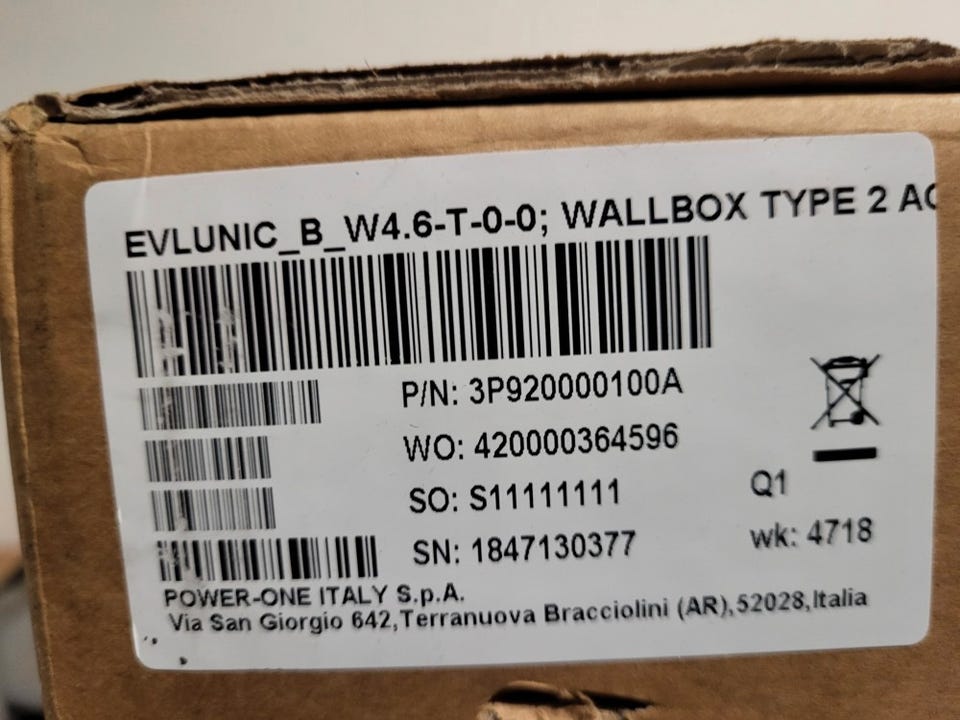 EVLUNIC_B_W4.6-T-0-0; WALLBOX TYPE 2 AC
P/N: 3P920000100A
WO: 420000364596
SO: S11111111
Q1
SN: 1847130377
wk: 4718
POWER-ONE ITALY S.p.A.
Via San Giorgio 642,Terranuova Bracciolini (AR),52028,Italia